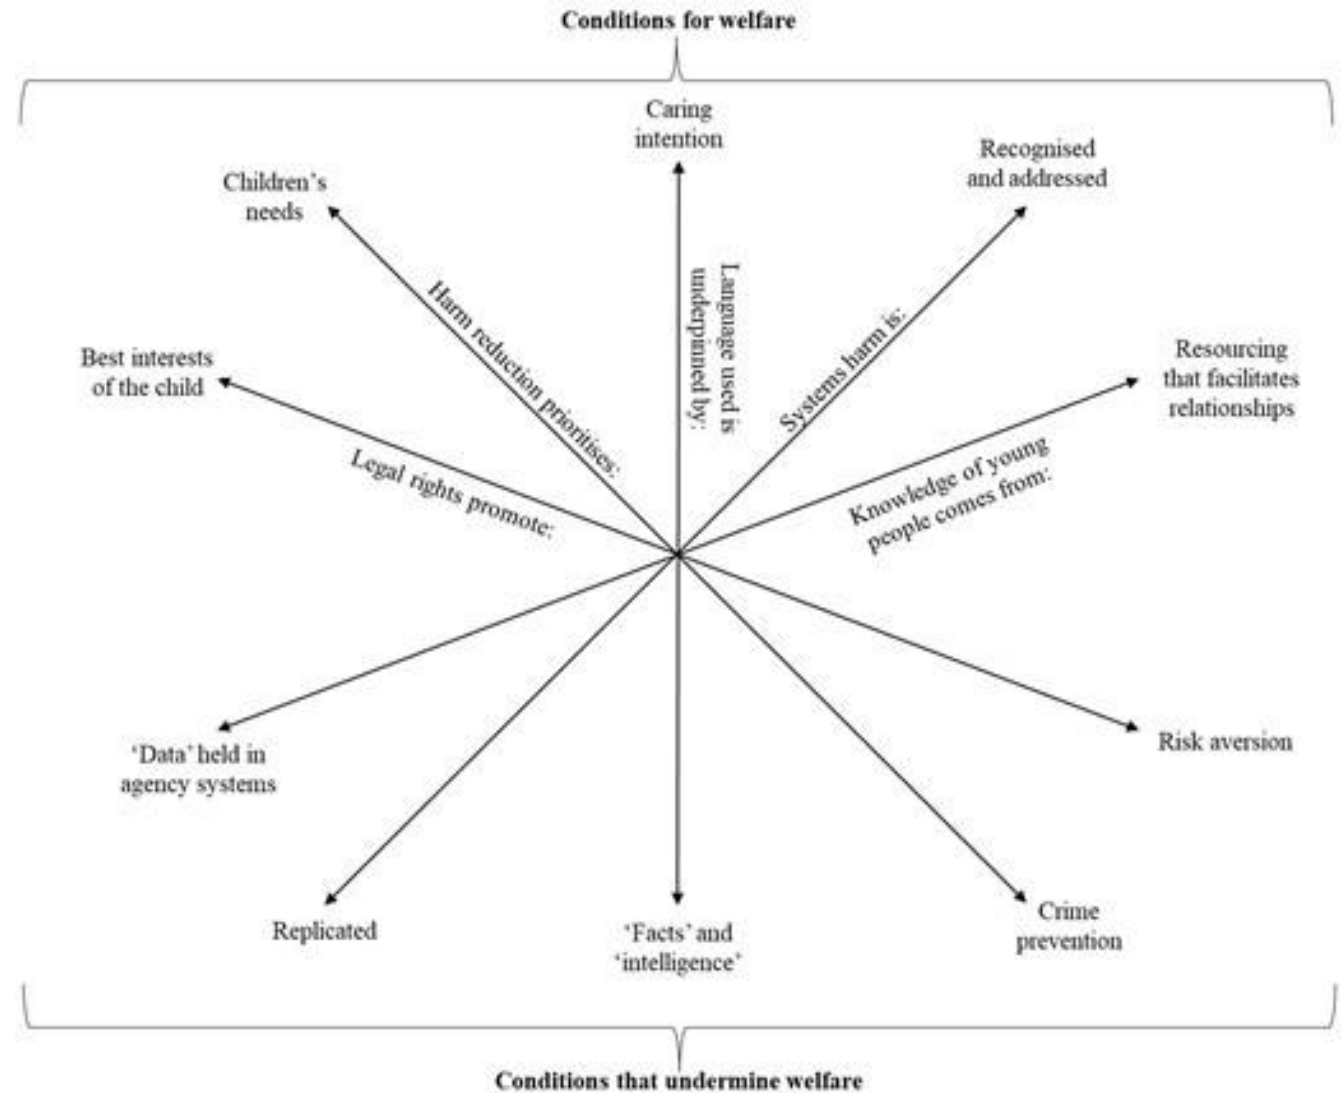 Conditions for welfare
Caring
intention
Recognised
and addressed
Children’s
needs
Language used is
underpinned by:
Harm reduction prioritises:
Systems harm is:
Best interests
of the child
Resourcing
that facilitates
relationships
Legal rights promote:
Knowledge of young
people comes from:
‘Data’ held in
agency systems
Risk aversion
Replicated
‘Facts’ and
‘intelligence’
Crime
prevention
Conditions that undermine welfare